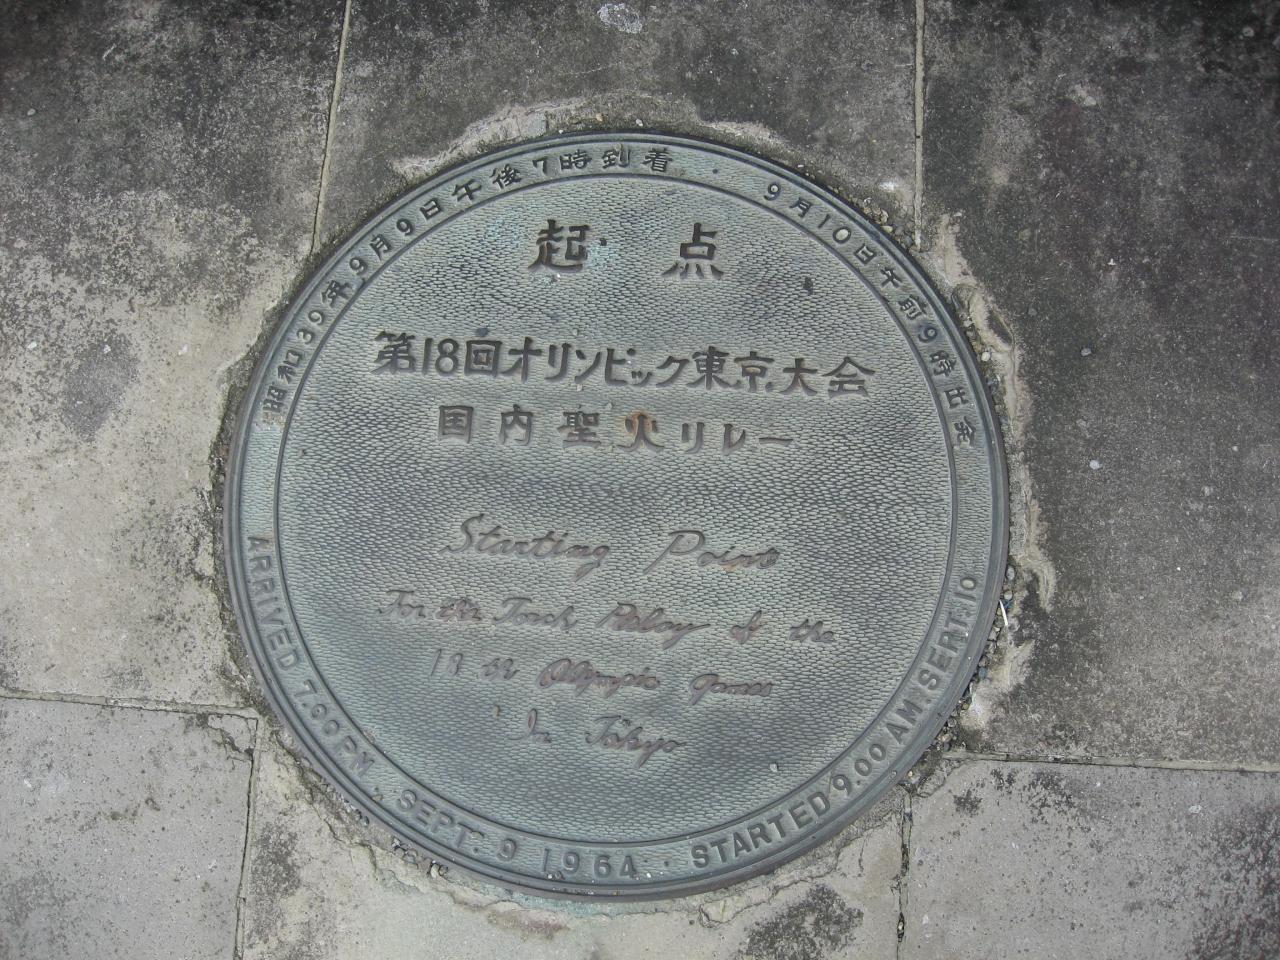 昭和39年9月9日午後7時到着
9月10日午前9時出発
起点
第18回オリンピック東京大会
国内聖火リレー
Starting Point
For the Torch Relay of the
18th Olympic Games
In Tokyo
ARRIVED 7.00 PM. SEPT. 9 1964.
STARTED 9.00 AM. SEPT. 10